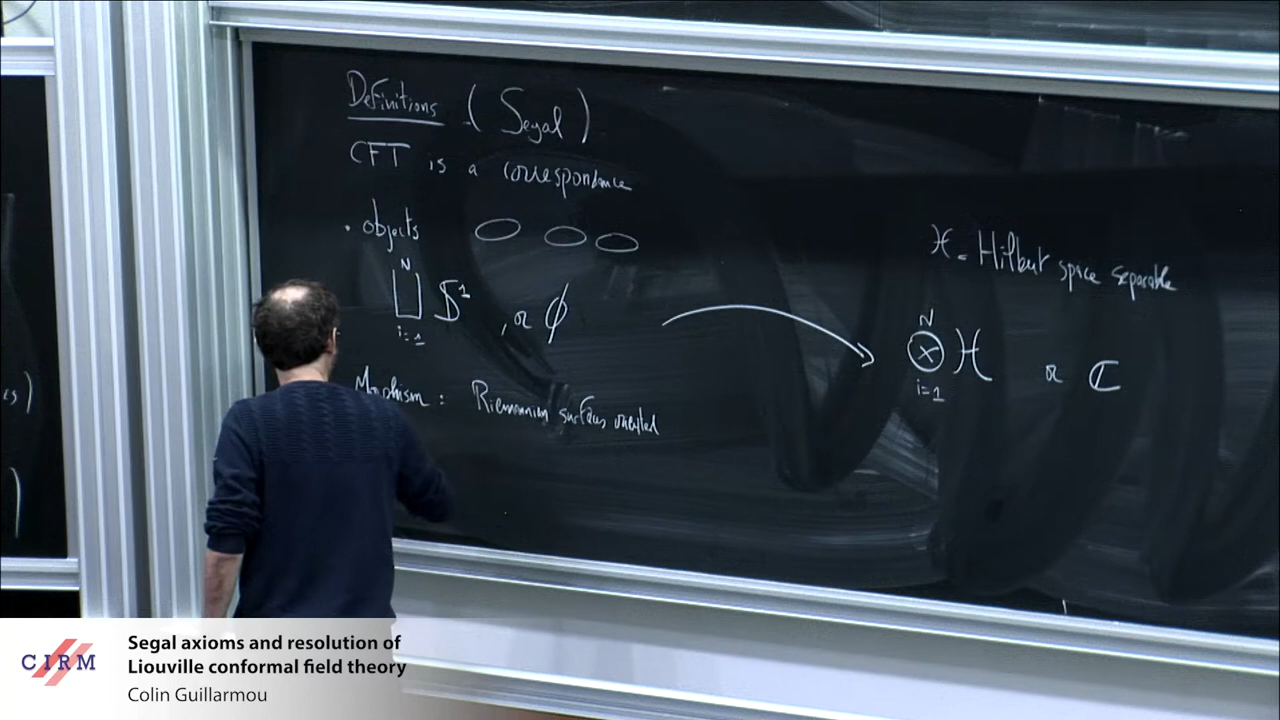 Definitions (Segal)
CFT is a correspondance
• objects
N
⨆ S¹, or ∅
i=1
H = Hilbert space separable
N
⊗ H or ℂ
i=1
Morphism: Riemannian surfaces oriented
CIRM
Segal axioms and resolution of
Liouville conformal field theory
Colin Guillarmou